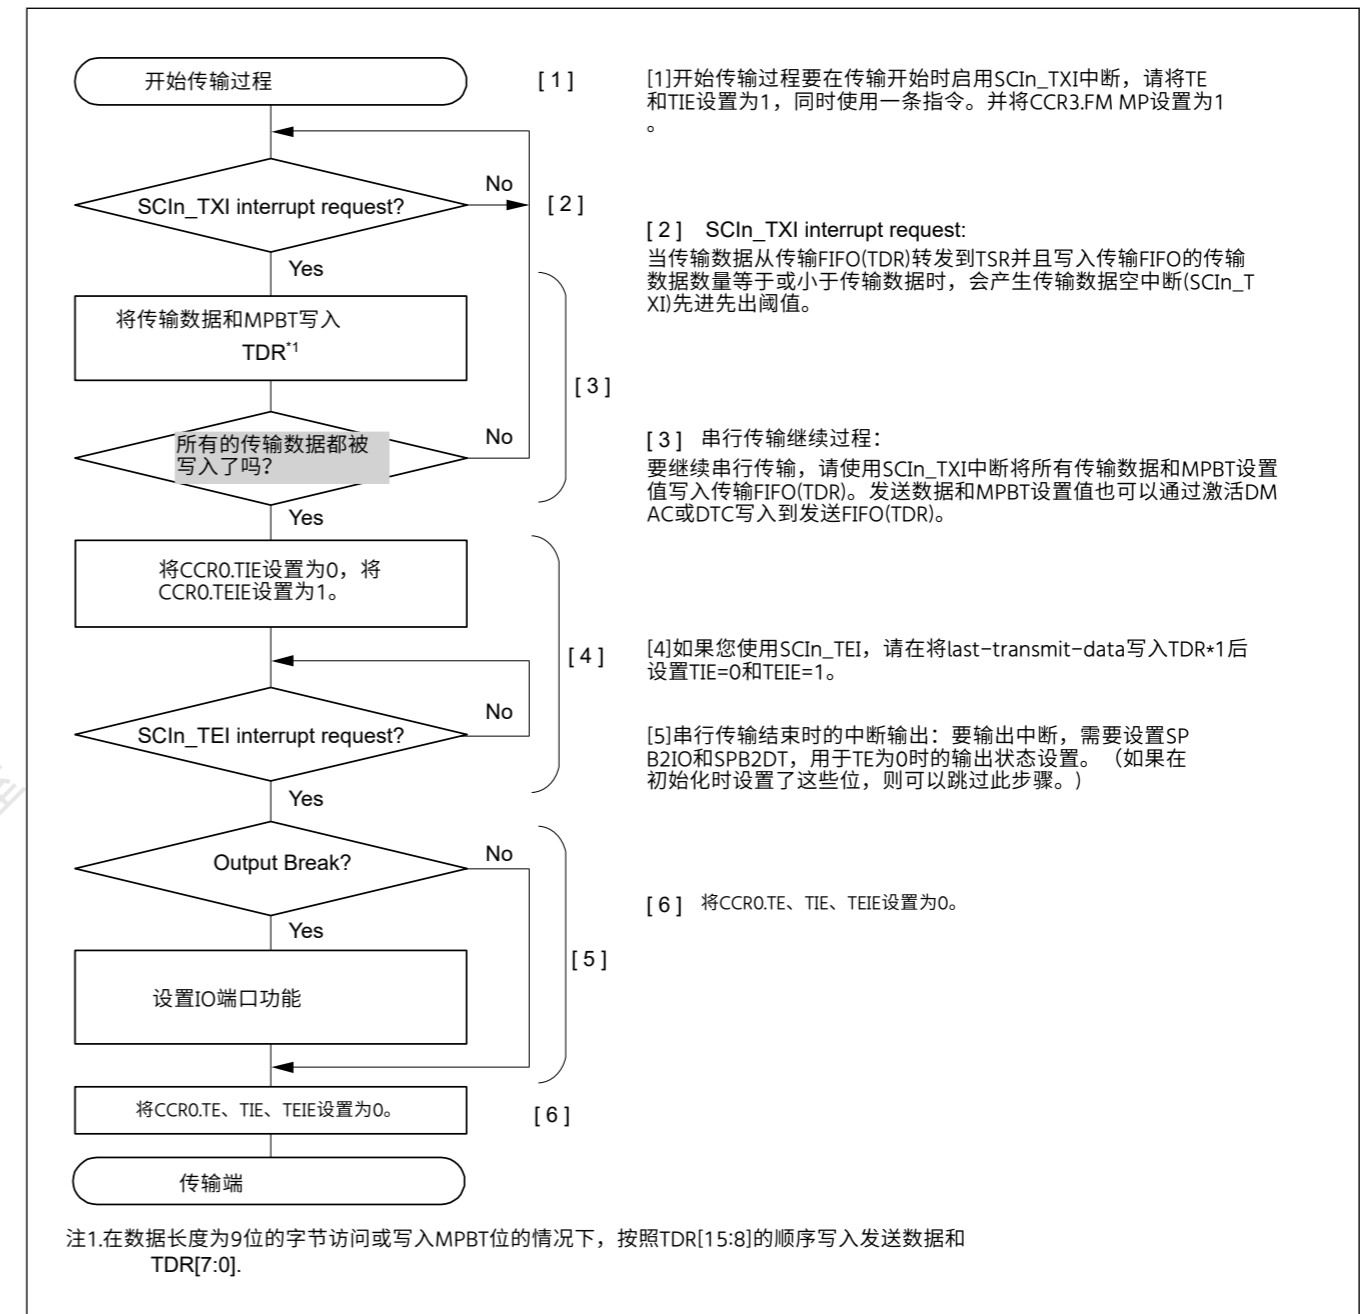 开始传输过程
[ 1 ]
[1]开始传输过程要在传输开始时启用SCIn_TXI中断，请将TE
和TIE设置为1，同时使用一条指令。并将CCR3.FM MP设置为1
。
SCIn_TXI interrupt request?
No
[ 2 ]
Yes
[ 2 ] SCIn_TXI interrupt request:
当传输数据从传输FIFO(TDR)转发到TSR并且写入传输FIFO的传输
数据数量等于或小于传输数据时，会产生传输数据空中断(SCIn_T
XI)先进先出阈值。
将传输数据和MPBT写入
TDR*1
[ 3 ]
所有的传输数据都被
写入了吗？
No
Yes
[ 3 ] 串行传输继续过程：
要继续串行传输，请使用SCIn_TXI中断将所有传输数据和MPBT设置
值写入传输FIFO(TDR)。发送数据和MPBT设置值也可以通过激活DM
AC或DTC写入到发送FIFO(TDR)。
将CCR0.TIE设置为0，将
CCR0.TEIE设置为1。
[ 4 ]
[4]如果您使用SCIn_TEI，请在将last-transmit-data写入TDR*1后
设置TIE=0和TEIE=1。
SCIn_TEI interrupt request?
No
Yes
[5]串行传输结束时的中断输出：要输出中断，需要设置SP
B2IO和SPB2DT，用于TE为0时的输出状态设置。（如果在
初始化时设置了这些位，则可以跳过此步骤。)
Output Break?
No
Yes
[ 5 ]
设置IO端口功能
[ 6 ] 将CCR0.TE、TIE、TEIE设置为0。
将CCR0.TE、TIE、TEIE设置为0。
[ 6 ]
传输端
注1.在数据长度为9位的字节访问或写入MPBT位的情况下，按照TDR[15:8]的顺序写入发送数据和
TDR[7:0].